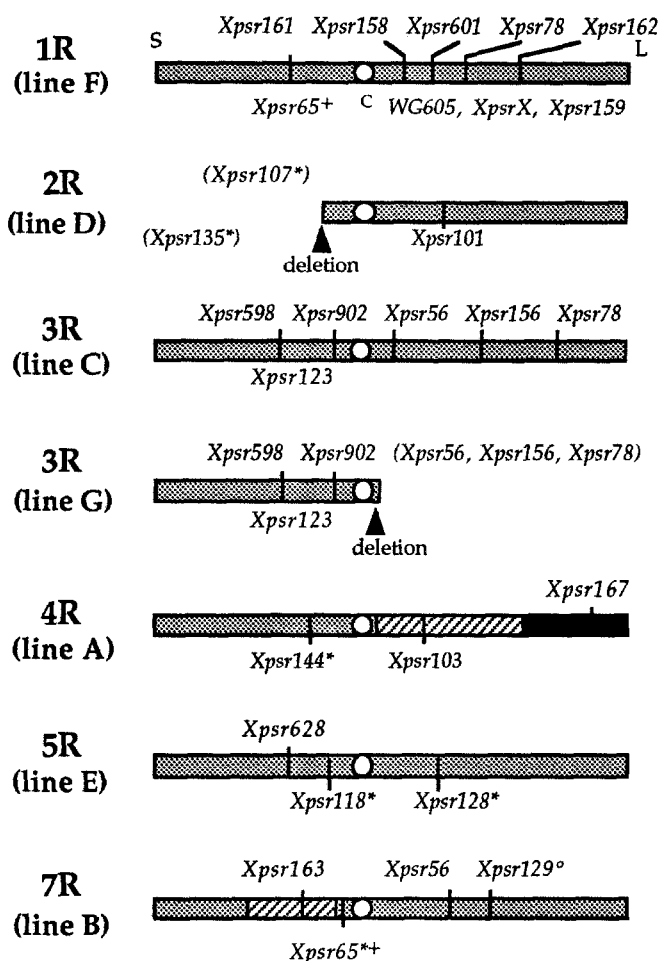 S Xpsr161 Xpsr158 Xpsr601 Xpsr78 Xpsr162 L
1R
(line F)
Xpsr65+ C WG605, XpsrX, Xpsr159
2R
(line D)
(Xpsr107*)
(Xpsr135*) Xpsr101
deletion
3R
(line C)
Xpsr598 Xpsr902 Xpsr56 Xpsr156 Xpsr78
Xpsr123
3R
(line G)
Xpsr598 Xpsr902 (Xpsr56, Xpsr156, Xpsr78)
Xpsr123
deletion
4R
(line A)
Xpsr167
Xpsr144* Xpsr103
5R
(line E)
Xpsr628
Xpsr118* Xpsr128*
7R
(line B)
Xpsr163 Xpsr56 Xpsr129°
Xpsr65*+